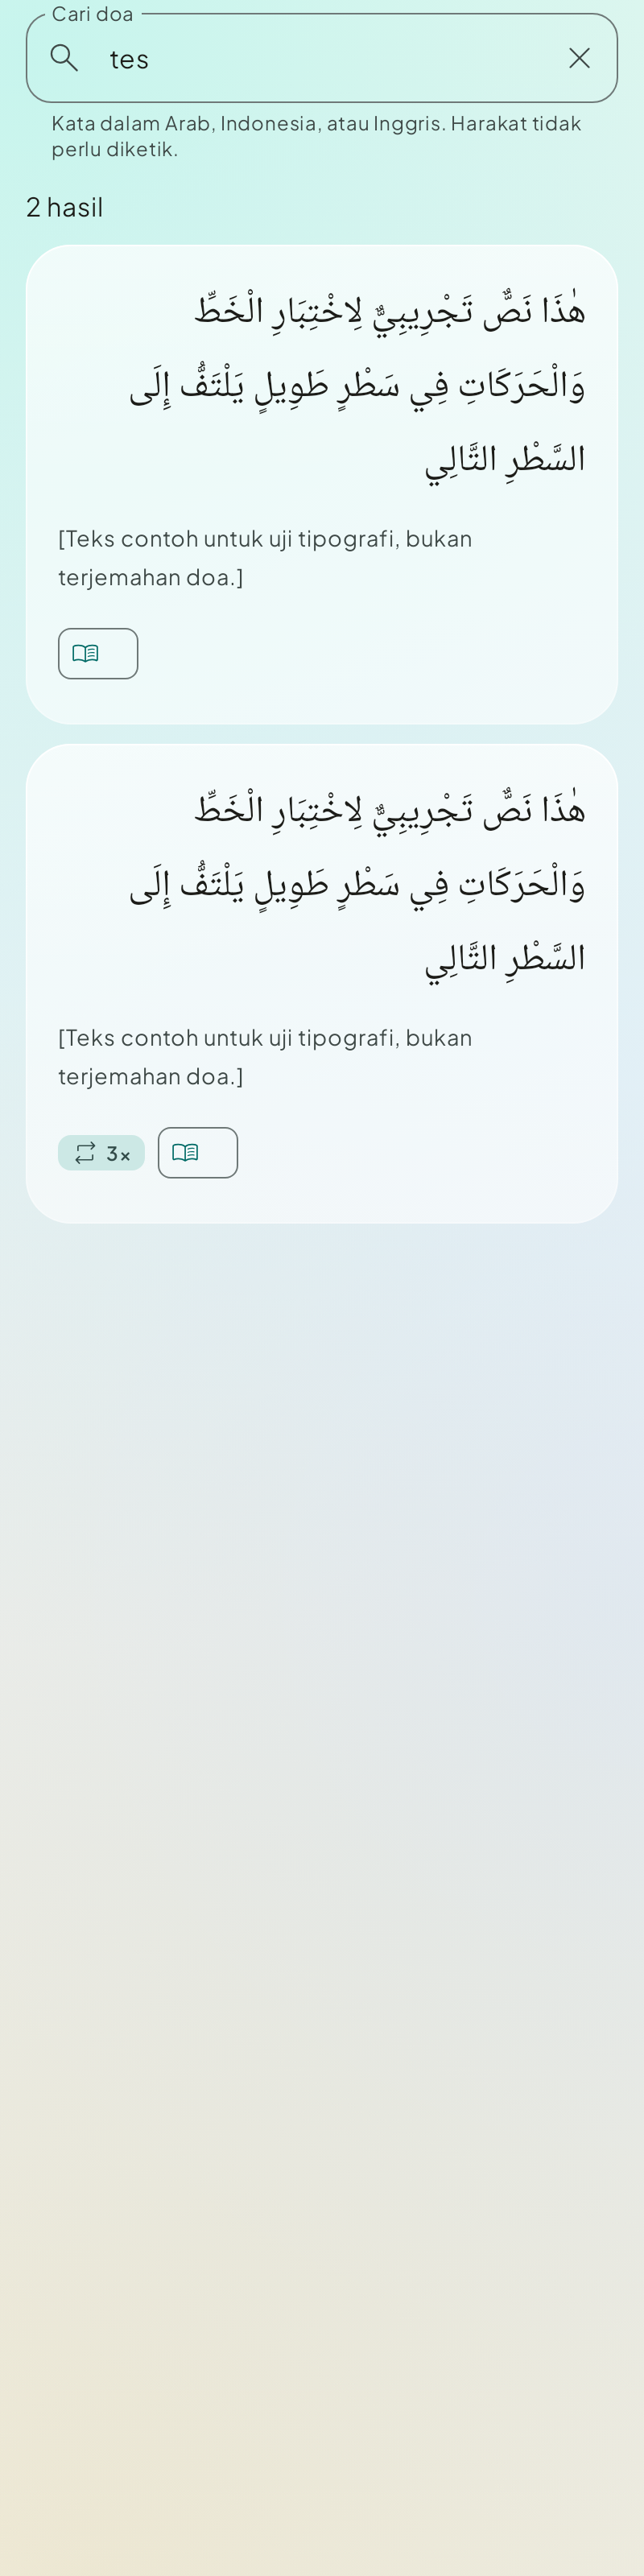 Cari doa
tes
Kata dalam Arab, Indonesia, atau Inggris. Harakat tidak
perlu diketik.
2 hasil
هٰذَا نَصٌّ تَجْرِيبِيٌّ لِاخْتِبَارِ الْخَطِّ
وَالْحَرَكَاتِ فِي سَطْرٍ طَوِيلٍ يَلْتَفُّ إِلَى
السَّطْرِ التَّالِي
[Teks contoh untuk uji tipografi, bukan
terjemahan doa.]
هٰذَا نَصٌّ تَجْرِيبِيٌّ لِاخْتِبَارِ الْخَطِّ
وَالْحَرَكَاتِ فِي سَطْرٍ طَوِيلٍ يَلْتَفُّ إِلَى
السَّطْرِ التَّالِي
[Teks contoh untuk uji tipografi, bukan
terjemahan doa.]
3×